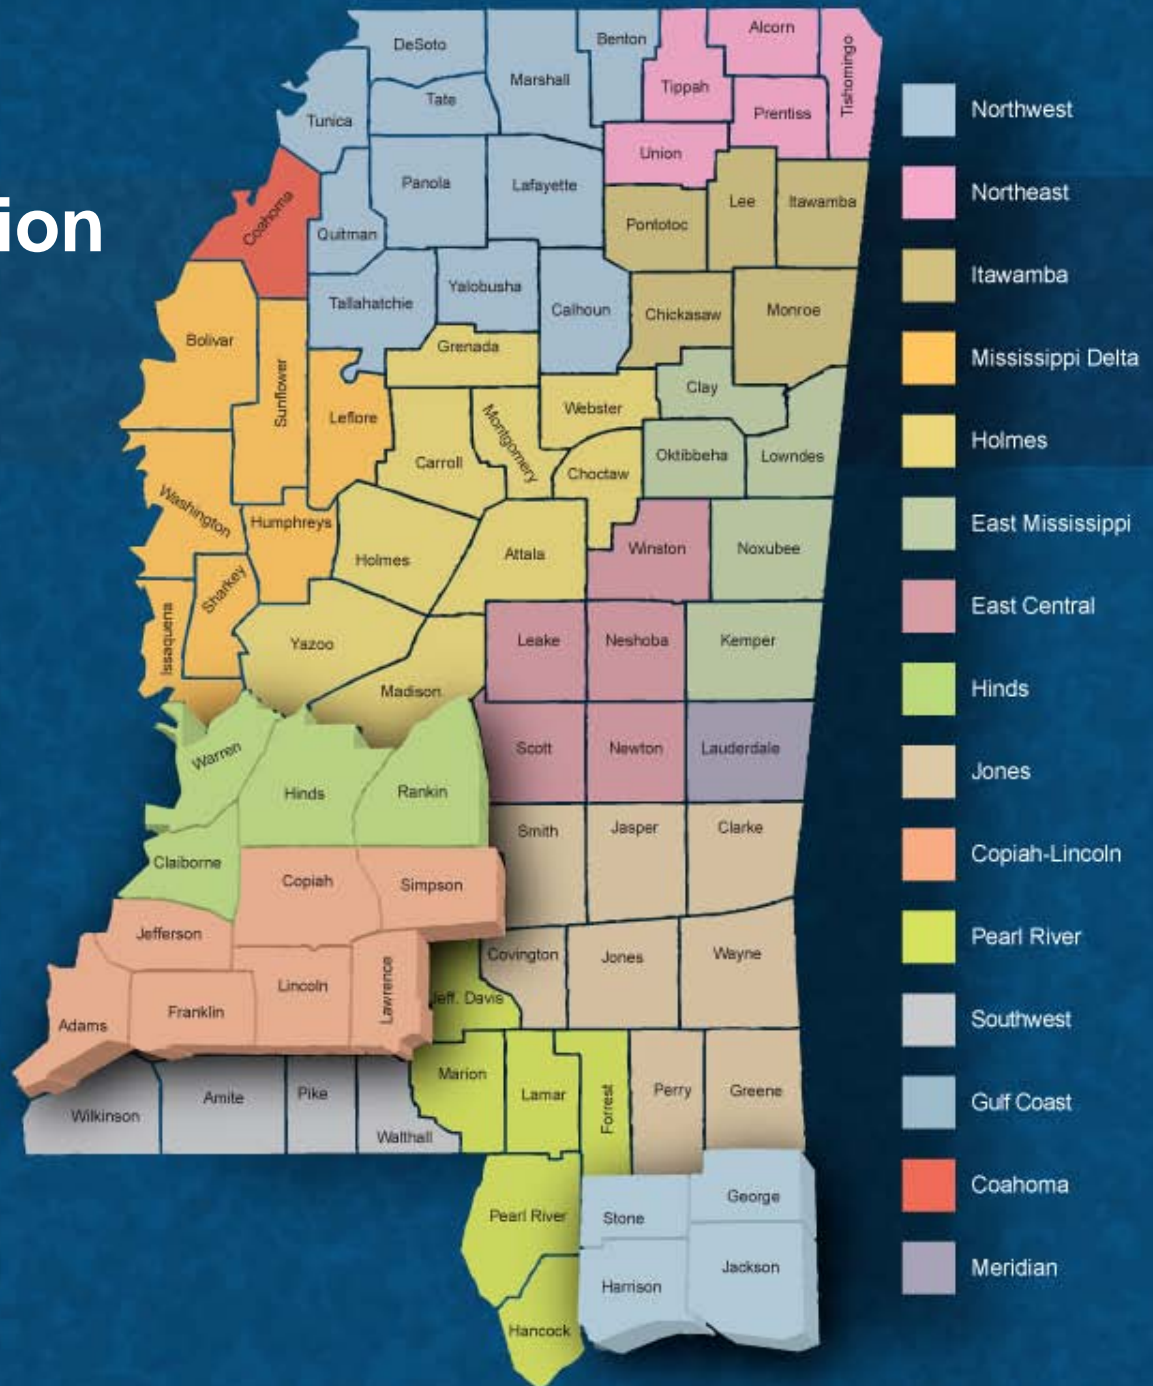 ion
DeSoto
Marshall
Benton
Tippah
Alcorn
Tishomingo
Tunica
Tate
Prentiss
Union
Coahoma
Quitman
Panola
Lafayette
Pontotoc
Lee
Itawamba
Tallahatchie
Yalobusha
Calhoun
Chickasaw
Monroe
Bolivar
Sunflower
Leflore
Grenada
Clay
Carroll
Montgomery
Webster
Choctaw
Oktibbeha
Lowndes
Washington
Humphreys
Holmes
Attala
Winston
Noxubee
Issaquena
Sharkey
Yazoo
Madison
Leake
Neshoba
Kemper
Warren
Hinds
Rankin
Scott
Newton
Lauderdale
Claiborne
Copiah
Simpson
Smith
Jasper
Clarke
Jefferson
Adams
Franklin
Lincoln
Lawrence
Jeff. Davis
Covington
Jones
Wayne
Wilkinson
Amite
Pike
Walthall
Marion
Lamar
Forrest
Perry
Greene
Pearl River
Hancock
Stone
George
Harrison
Jackson
Northwest
Northeast
Itawamba
Mississippi Delta
Holmes
East Mississippi
East Central
Hinds
Jones
Copiah-Lincoln
Pearl River
Southwest
Gulf Coast
Coahoma
Meridian